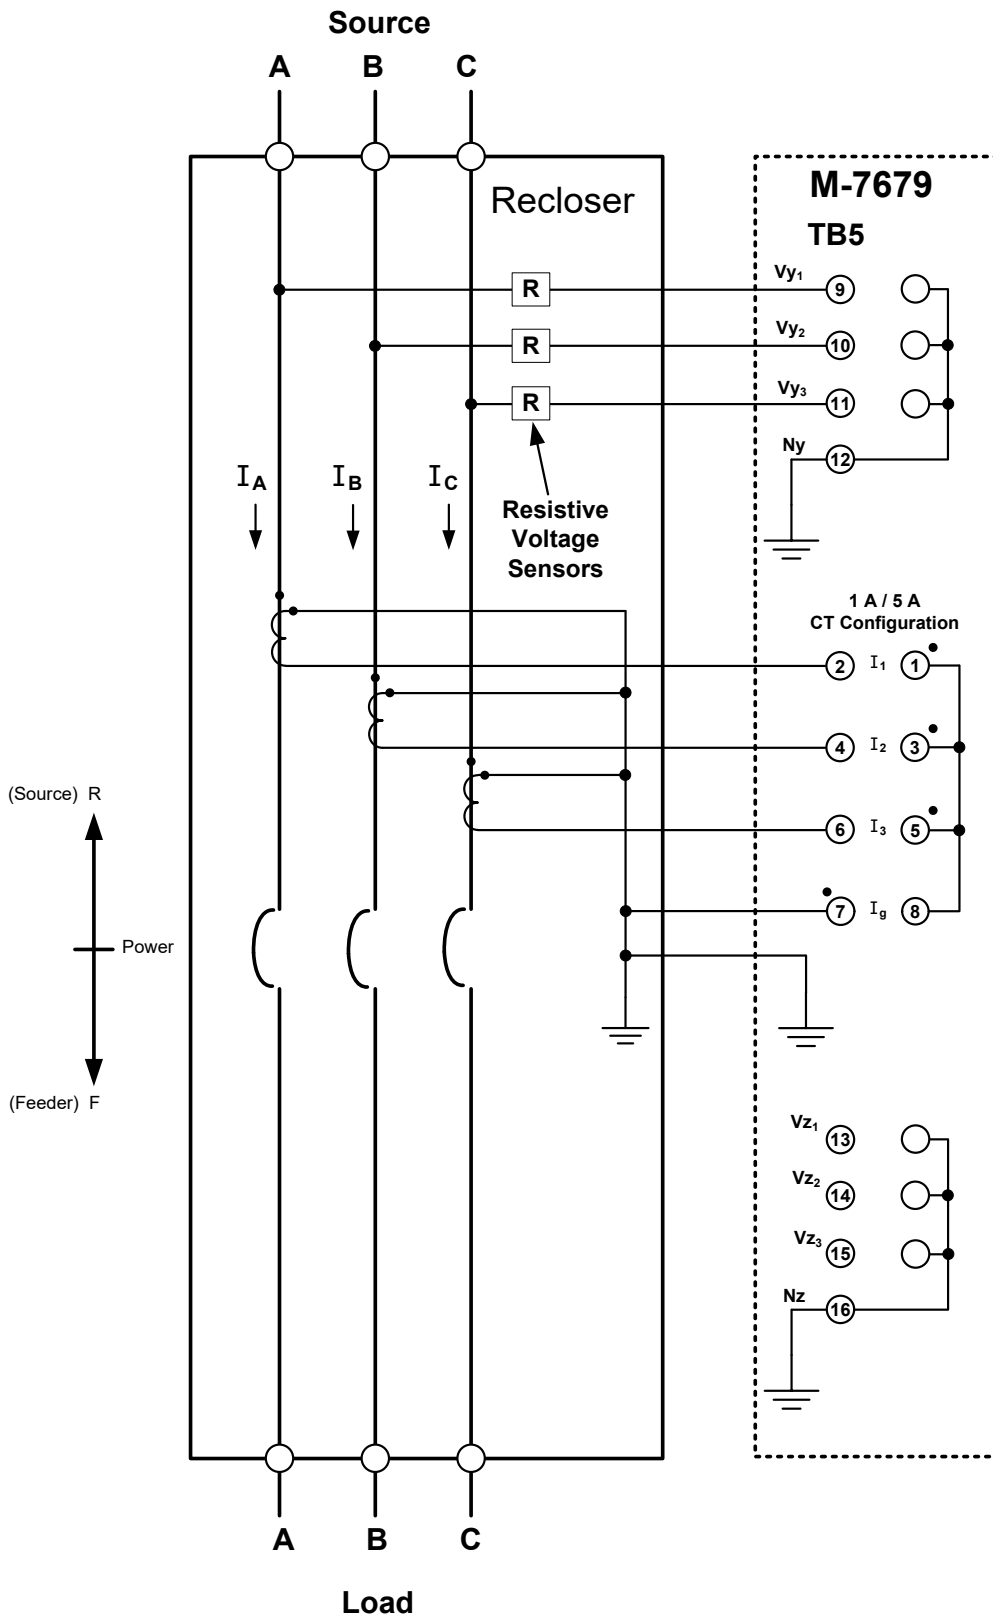 Source
A B C
Recloser
M-7679
TB5
Vy1
R
9
Vy2
R
10
Vy3
R
11
Ny
12
IA IB IC
Resistive
Voltage
Sensors
1 A / 5 A
CT Configuration
2 I1 1
4 I2 3
(Source) R
6 I3 5
7 Ig 8
Power
(Feeder) F
Vz1
13
Vz2
14
Vz3
15
Nz
16
A B C
Load